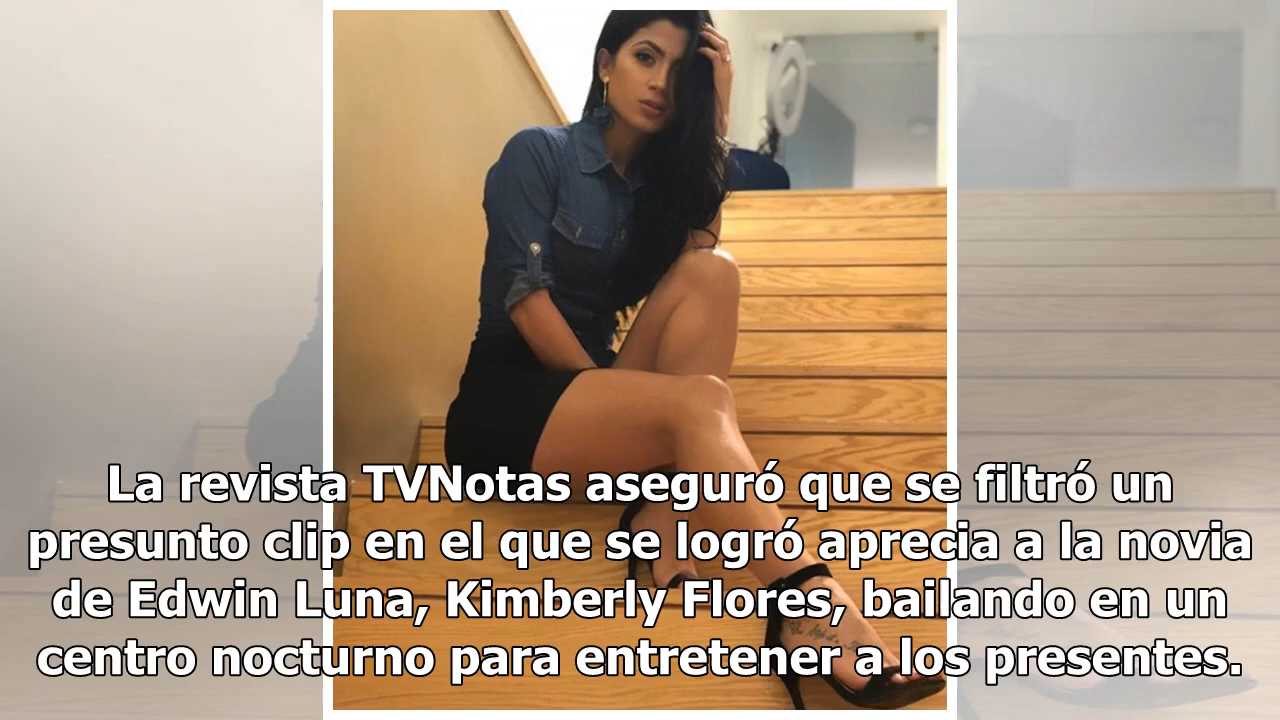 La revista TVNotas aseguró que se filtró un
presunto clip en el que se logró aprecia a la novia
de Edwin Luna, Kimberly Flores, bailando en un
centro nocturno para entretener a los presentes.